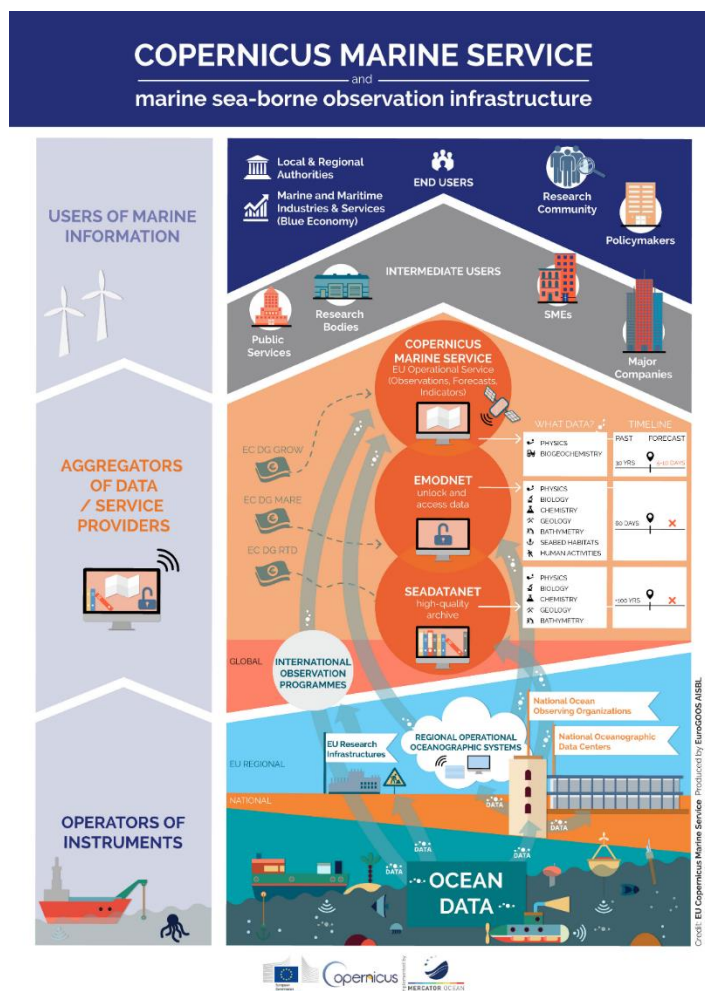 COPERNICUS MARINE SERVICE
and
marine sea-borne observation infrastructure
USERS OF MARINE
INFORMATION
Local & Regional
Authorities
Marine and Maritime
Industries & Services
(Blue Economy)
END USERS
Research
Community
Policymakers
INTERMEDIATE USERS
Public
Services
Research
Bodies
SMEs
Major
Companies
AGGREGATORS
OF DATA
/ SERVICE
PROVIDERS
COPERNICUS
MARINE SERVICE
EU Operational Service
(Observations, Forecasts,
Indicators)
EC DG GROW
EC DG MARE
EC DG RTD
WHAT DATA?
TIMELINE
PHYSICS
BIOGEOCHEMISTRY
PAST
FORECAST
30 YRS
EMODNET
unlock and
access data
PHYSICS
BIOLOGY
CHEMISTRY
GEOLOGY
BATHYMETRY
SEABED HABITATS
HUMAN ACTIVITIES
60 DAYS
SEADATANET
high-quality
archive
PHYSICS
BIOLOGY
CHEMISTRY
GEOLOGY
BATHYMETRY
GLOBAL
INTERNATIONAL
OBSERVATION
PROGRAMMES
EU REGIONAL
EU Research
Infrastructures
REGIONAL OPERATIONAL
OCEANOGRAPHIC SYSTEMS
National Ocean
Observing Organizations
National Oceanographic
Data Centers
NATIONAL
OPERATORS OF
INSTRUMENTS
DATA
DATA
DATA
DATA
DATA
DATA
OCEAN
DATA
Credit: EU Copernicus Marine Service Produced by EuroGOOS AISBL
opernicus
MERCATOR OCEAN